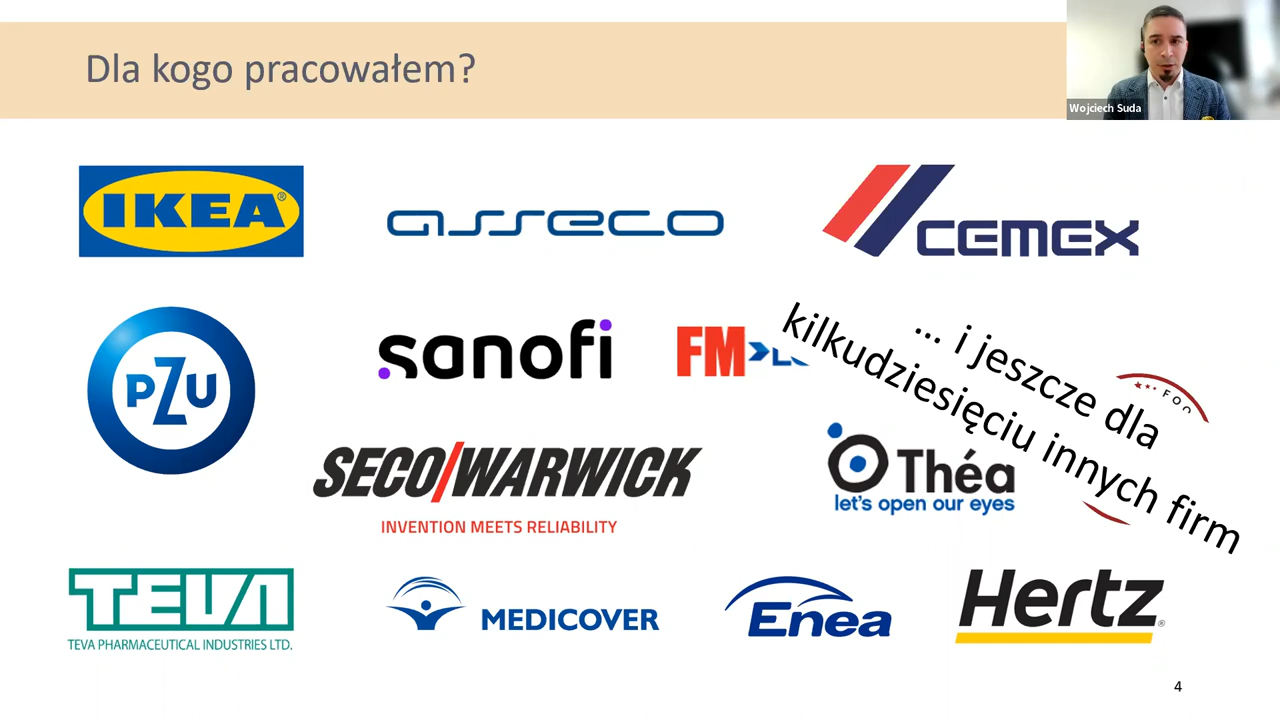 Dla kogo pracowałem?
Wojciech Suda
IKEA®
asseco
CEMEX
PZU
sanofi
FM
... i jeszcze dla
kilkudziesięciu innych firm
SECO/WARWICK
INVENTION MEETS RELIABILITY
Théa
let's open our eyes
TEVA
TEVA PHARMACEUTICAL INDUSTRIES LTD.
MEDICOVER
Enea
Hertz®
4